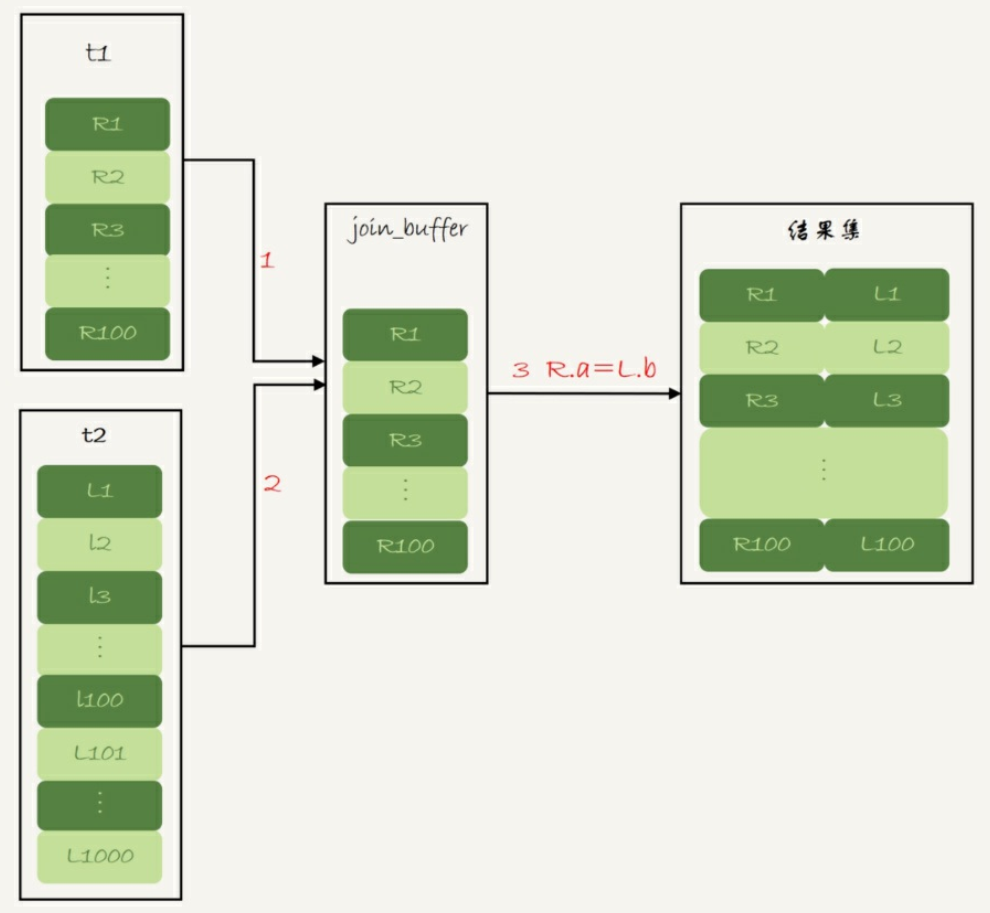 t1
R1
R2
R3
⋮
R100
1
t2
L1
l2
l3
⋮
l100
L101
⋮
L1000
2
join_buffer
R1
R2
R3
⋮
R100
3 R.a=L.b
结果集
R1 L1
R2 L2
R3 L3
⋮
R100 L100